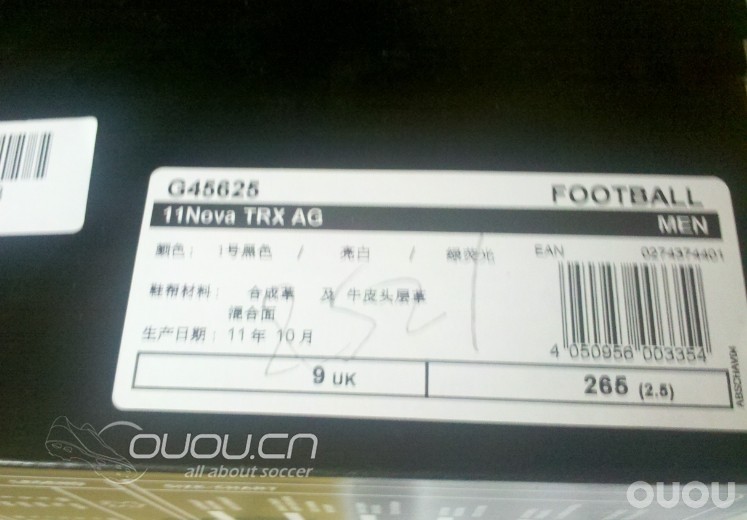 G45625 FOOTBALL
11Nova TRX AG MEN
颜色： 1号黑色 / 亮白 / 绿荧光 EAN 0274374401
鞋帮材料： 合成革 及 牛皮头层革
混合面
生产日期：11年 10月
4 050956 003354
9 UK 265 (2.5)
OUOU.CN
all about soccer
OUOU